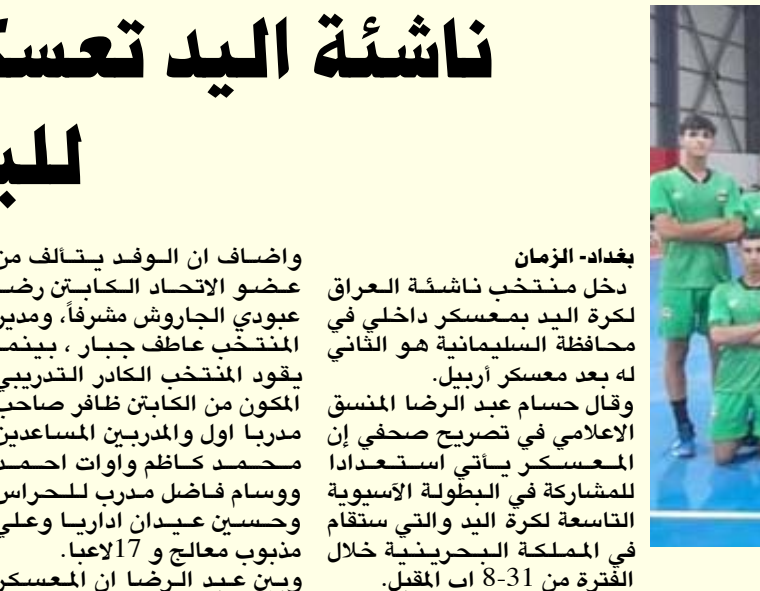 ناشئة اليد
بغداد- الزمان
دخل منتخب ناشئة العراق
لكرة اليد بمعسكر داخلي في
محافظة السليمانية هو الثاني
له بعد معسكر أربيل.
وقال حسام عبد الرضا المنسق
الاعلامي في تصريح صحفي إن
المعسكر يأتي استعدادا
للمشاركة في البطولة الآسيوية
التاسعة لكرة اليد والتي ستقام
في المملكة البحرينية خلال
الفترة من 31-8 اب المقبل.
واضاف ان الوفد يتألف من
عضو الاتحاد الكابتن رضا
عبودي الجاروش مشرفاً، ومدير
المنتخب عاطف جبار ، بينما
يقود المنتخب الكادر التدريبي
المكون من الكابتن ظافر صاحب
مدربا اول والمدربين المساعدين
محمد كاظم واوات احمد
ووسام فاضل مدرب للحراس
وحسين عيدان اداريا وعلي
مذبوب معالج و 17لاعبا.
وبين عبد الرضا ان المعسكر